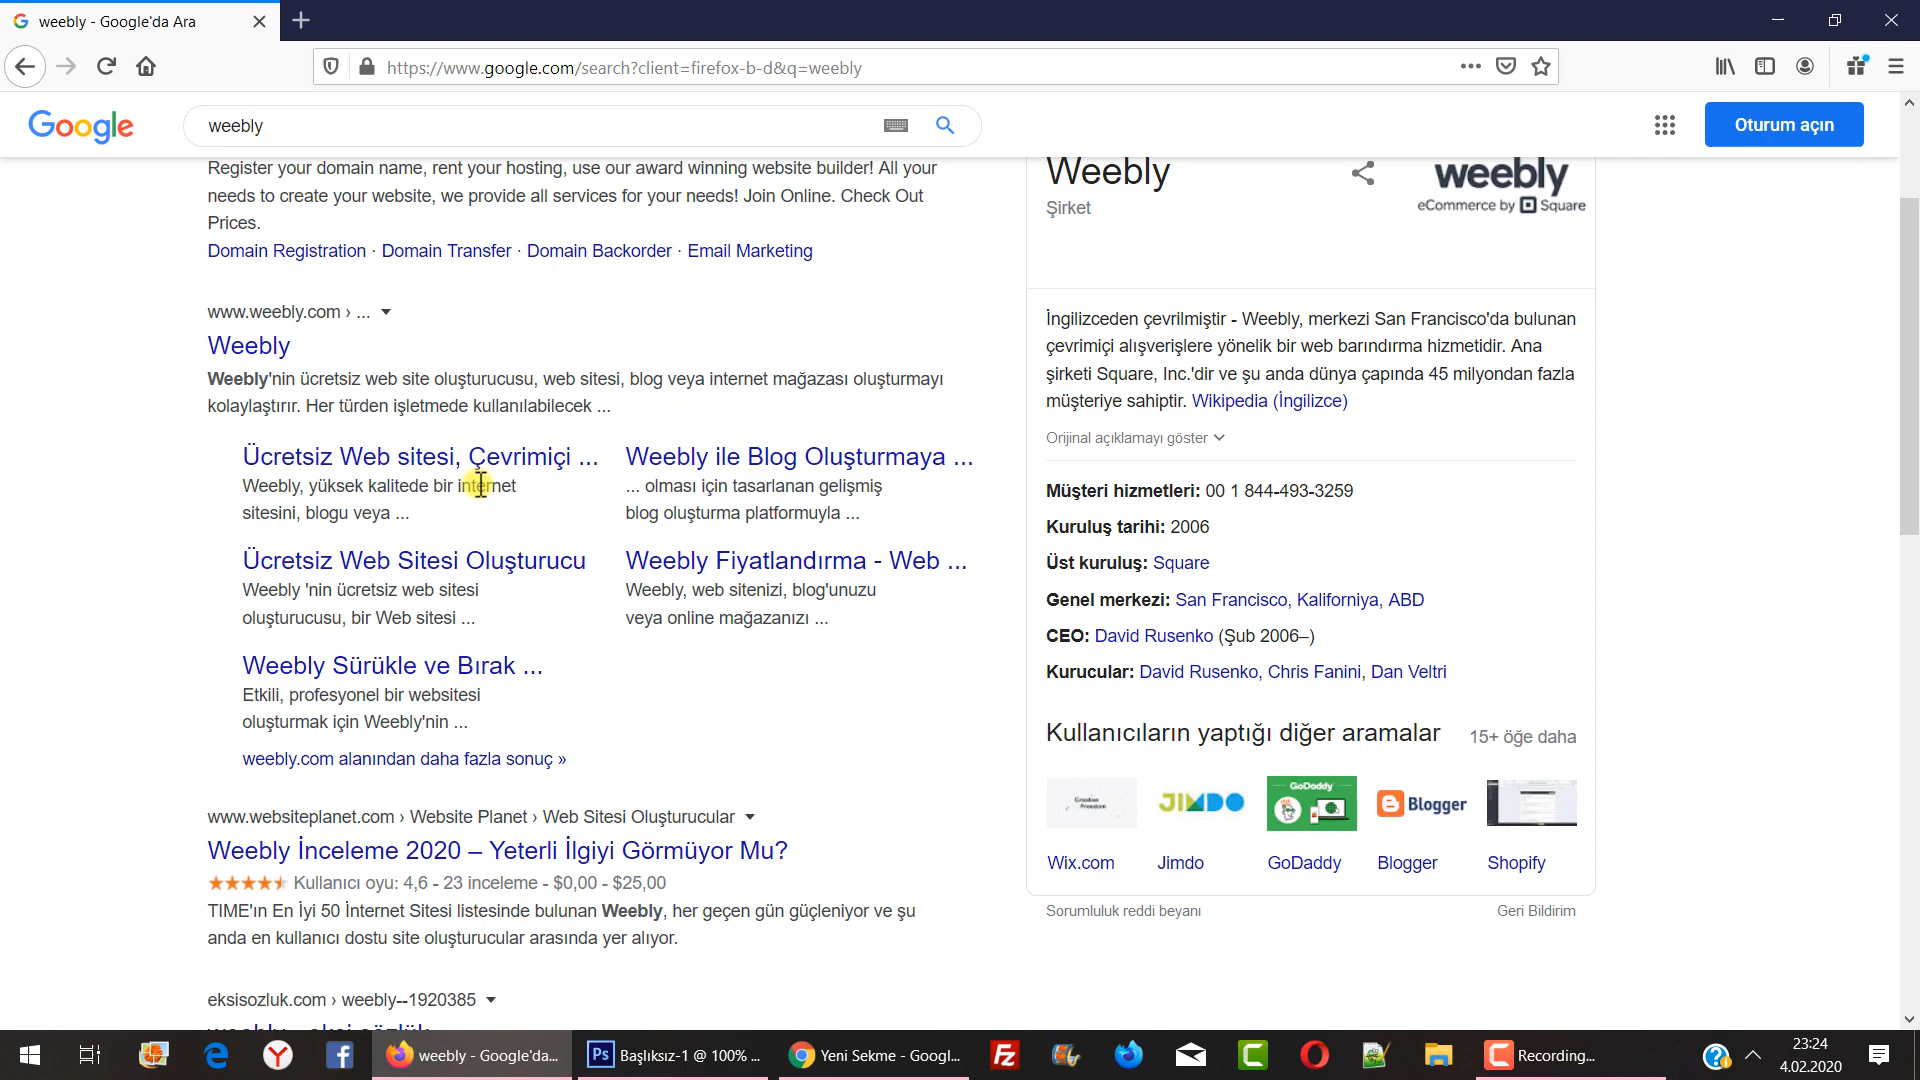 weebly - Google'da Ara
https://www.google.com/search?client=firefox-b-d&q=weebly
Google
weebly
Oturum açın
Register your domain name, rent your hosting, use our award winning website builder! All your
needs to create your website, we provide all services for your needs! Join Online. Check Out
Prices.
Domain Registration · Domain Transfer · Domain Backorder · Email Marketing
www.weebly.com › ...
Weebly
Weebly'nin ücretsiz web site oluşturucusu, web sitesi, blog veya internet mağazası oluşturmayı
kolaylaştırır. Her türden işletmede kullanılabilecek ...
Ücretsiz Web sitesi, Çevrimiçi ...
Weebly, yüksek kalitede bir internet
sitesini, blogu veya ...
Weebly ile Blog Oluşturmaya ...
... olması için tasarlanan gelişmiş
blog oluşturma platformuyla ...
Ücretsiz Web Sitesi Oluşturucu
Weebly 'nin ücretsiz web sitesi
oluşturucusu, bir Web sitesi ...
Weebly Fiyatlandırma - Web ...
Weebly, web sitenizi, blog'unuzu
veya online mağazanızı ...
Weebly Sürükle ve Bırak ...
Etkili, profesyonel bir websitesi
oluşturmak için Weebly'nin ...
weebly.com alanından daha fazla sonuç »
www.websiteplanet.com › Website Planet › Web Sitesi Oluşturucular
Weebly İnceleme 2020 – Yeterli İlgiyi Görmüyor Mu?
Kullanıcı oyu: 4,6 - 23 inceleme - $0,00 - $25,00
TIME'ın En İyi 50 İnternet Sitesi listesinde bulunan Weebly, her geçen gün güçleniyor ve şu
anda en kullanıcı dostu site oluşturucular arasında yer alıyor.
eksisozluk.com › weebly--1920385
weebly - ekşi sözlük
Weebly
Şirket
weebly
eCommerce by Square
İngilizceden çevrilmiştir - Weebly, merkezi San Francisco'da bulunan
çevrimiçi alışverişlere yönelik bir web barındırma hizmetidir. Ana
şirketi Square, Inc.'dir ve şu anda dünya çapında 45 milyondan fazla
müşteriye sahiptir. Wikipedia (İngilizce)
Orijinal açıklamayı göster
Müşteri hizmetleri: 00 1 844-493-3259
Kuruluş tarihi: 2006
Üst kuruluş: Square
Genel merkezi: San Francisco, Kaliforniya, ABD
CEO: David Rusenko (Şub 2006–)
Kurucular: David Rusenko, Chris Fanini, Dan Veltri
Kullanıcıların yaptığı diğer aramalar
15+ öğe daha
JIMDO
GoDaddy
Blogger
Wix.com
Jimdo
GoDaddy
Blogger
Shopify
Sorumluluk reddi beyanı
Geri Bildirim
weebly - Google'da...
Ps
Başlıksız-1 @ 100% ...
Yeni Sekme - Googl...
Fz
Recording...
23:24
4.02.2020